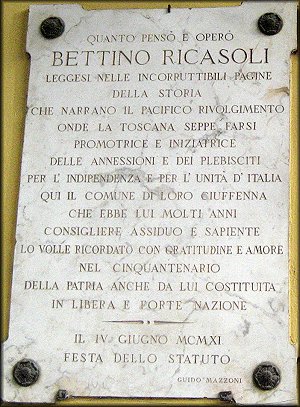 QUANTO PENSÒ E OPERÒ
BETTINO RICASOLI
LEGGESI NELLE INCORRUTTIBILI PAGINE
DELLA STORIA
CHE NARRANO IL PACIFICO RIVOLGIMENTO
ONDE LA TOSCANA SEPPE FARSI
PROMOTRICE E INIZIATRICE
DELLE ANNESSIONI E DEI PLEBISCITI
PER L' INDIPENDENZA E PER L' UNITÀ D' ITALIA
QUI IL COMUNE DI LORO CIUFFENNA
CHE EBBE LUI MOLTI ANNI
CONSIGLIERE ASSIDUO E SAPIENTE
LO VOLLE RICORDATO CON GRATITUDINE E AMORE
NEL CINQUANTENARIO
DELLA PATRIA ANCHE DA LUI COSTITUITA
IN LIBERA E FORTE NAZIONE
IL IV GIUGNO MCMXI
FESTA DELLO STATUTO
GUIDO MAZZONI